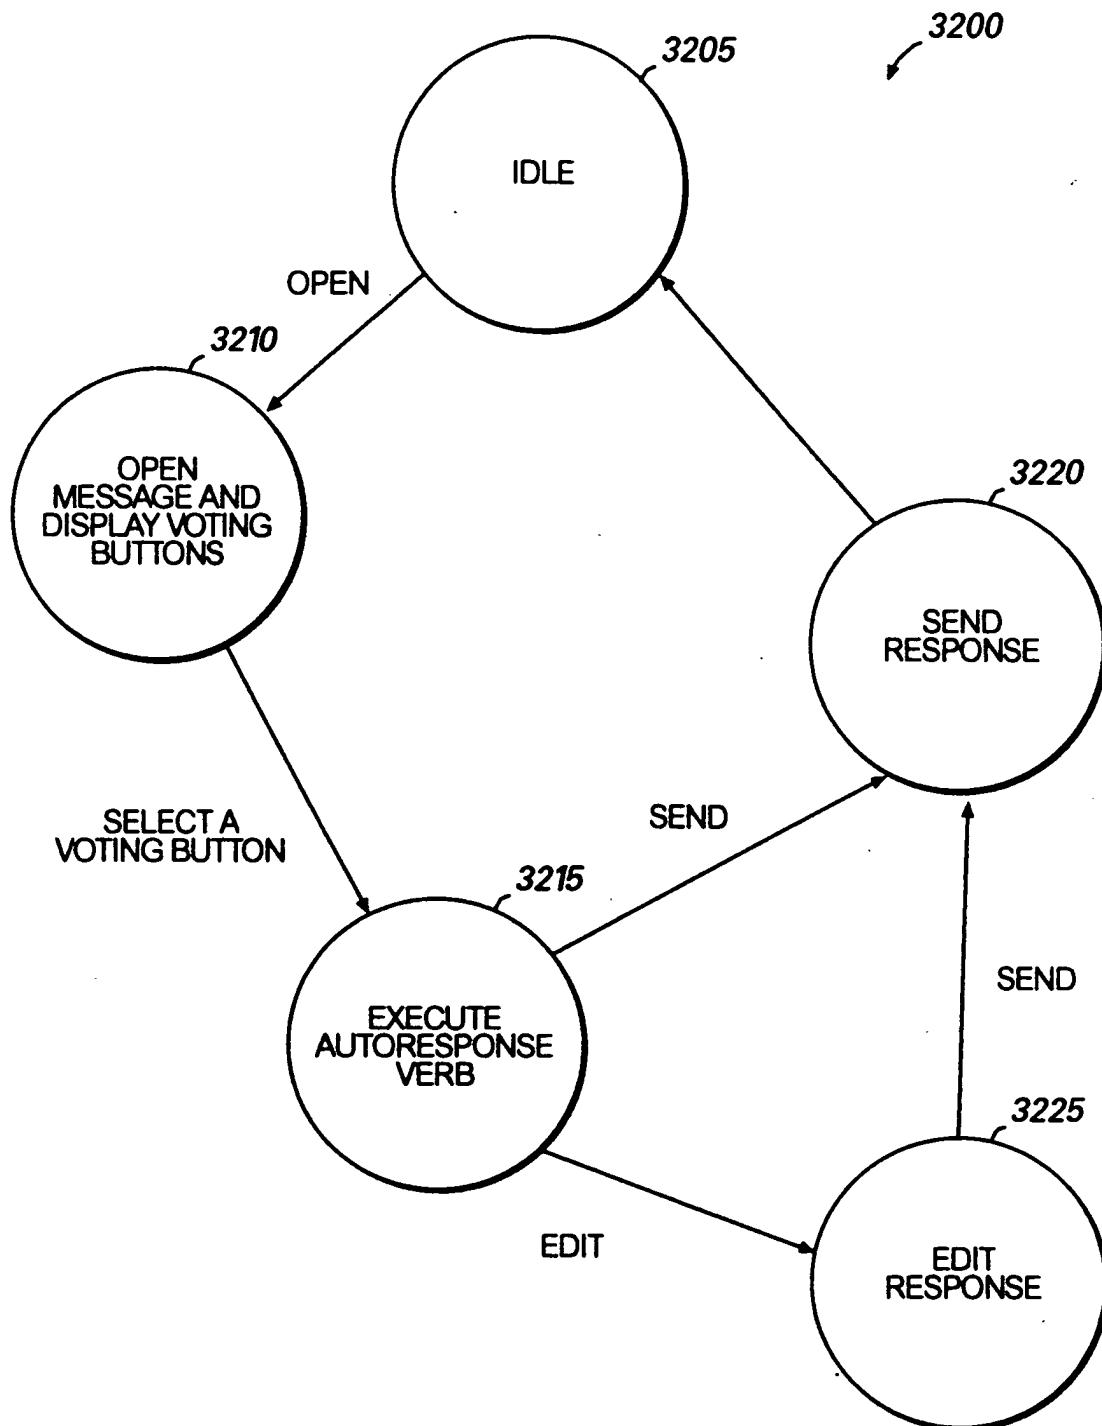 3200
3205
IDLE
OPEN
3210
OPEN
MESSAGE AND
DISPLAY VOTING
BUTTONS
3220
SEND
RESPONSE
SELECT A
VOTING BUTTON
SEND
3215
EXECUTE
AUTORESPONSE
VERB
SEND
3225
EDIT
EDIT
RESPONSE